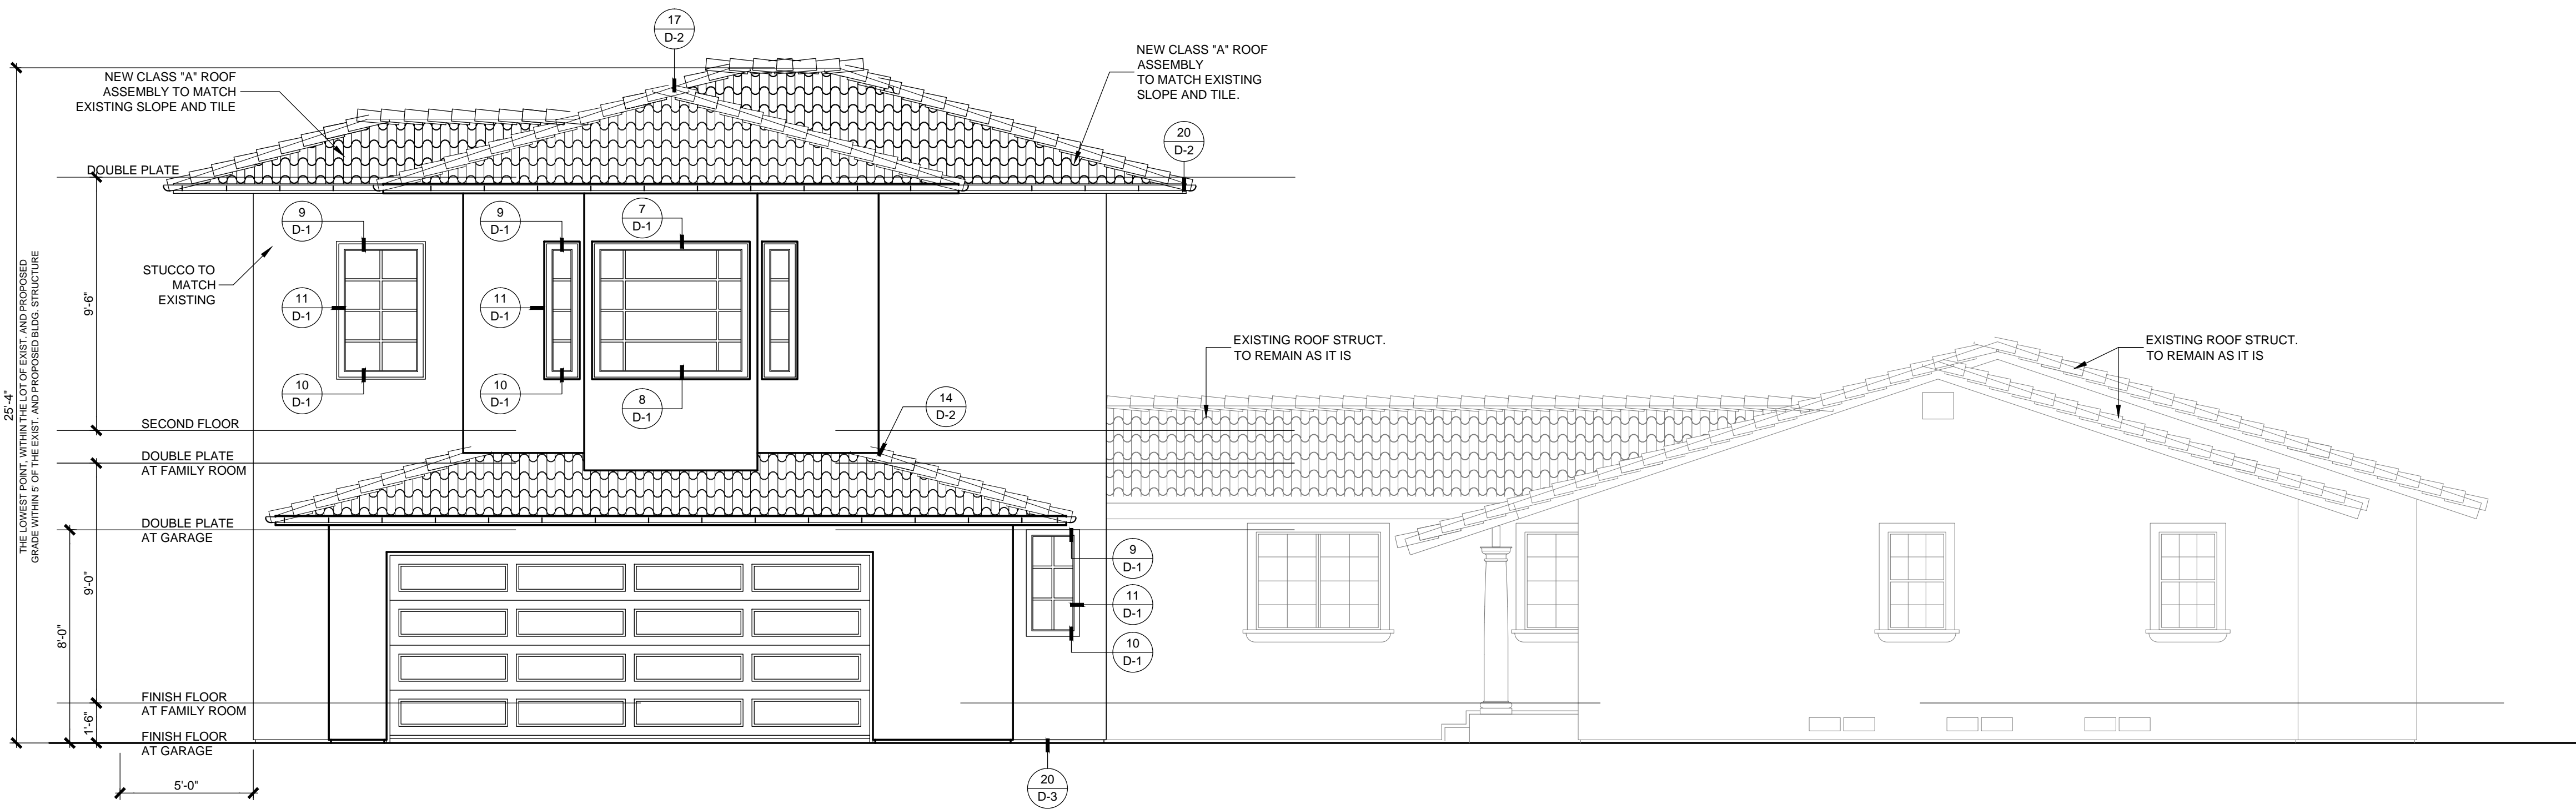 17
D-2
NEW CLASS "A" ROOF
ASSEMBLY TO MATCH
EXISTING SLOPE AND TILE
NEW CLASS "A" ROOF
ASSEMBLY
TO MATCH EXISTING
SLOPE AND TILE.
20
D-2
DOUBLE PLATE
9
D-1
9
D-1
7
D-1
STUCCO TO
MATCH
EXISTING
11
D-1
11
D-1
10
D-1
10
D-1
8
D-1
14
D-2
EXISTING ROOF STRUCT.
TO REMAIN AS IT IS
EXISTING ROOF STRUCT.
TO REMAIN AS IT IS
25'-4"
THE LOWEST POINT, WITHIN THE LOT OF EXIST. AND PROPOSED
GRADE WITHIN 5' OF THE EXIST. AND PROPOSED BLDG. STRUCTURE
9'-6"
SECOND FLOOR
DOUBLE PLATE
AT FAMILY ROOM
DOUBLE PLATE
AT GARAGE
9'-0"
8'-0"
9
D-1
11
D-1
10
D-1
FINISH FLOOR
AT FAMILY ROOM
1'-6"
FINISH FLOOR
AT GARAGE
5'-0"
20
D-3